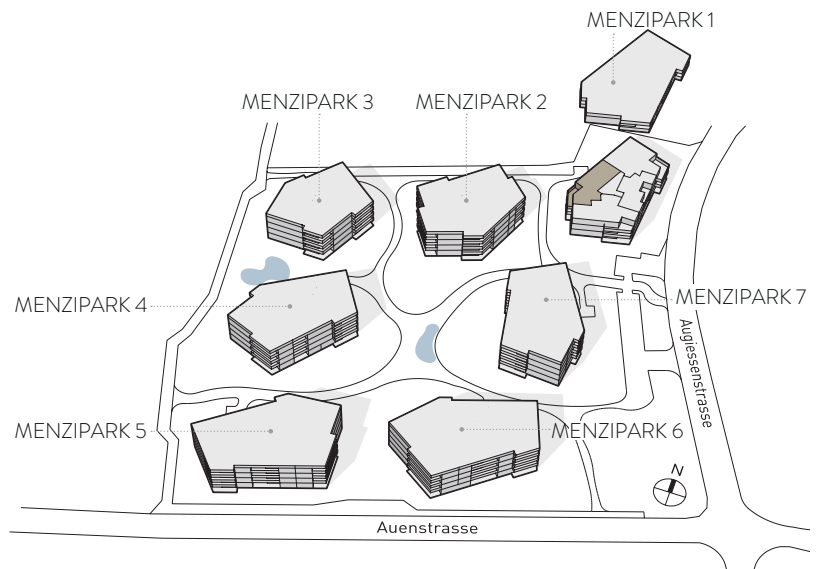 MENZIPARK 1
MENZIPARK 3
MENZIPARK 2
MENZIPARK 4
MENZIPARK 7
Augiessenstrasse
MENZIPARK 5
MENZIPARK 6
N
Auenstrasse